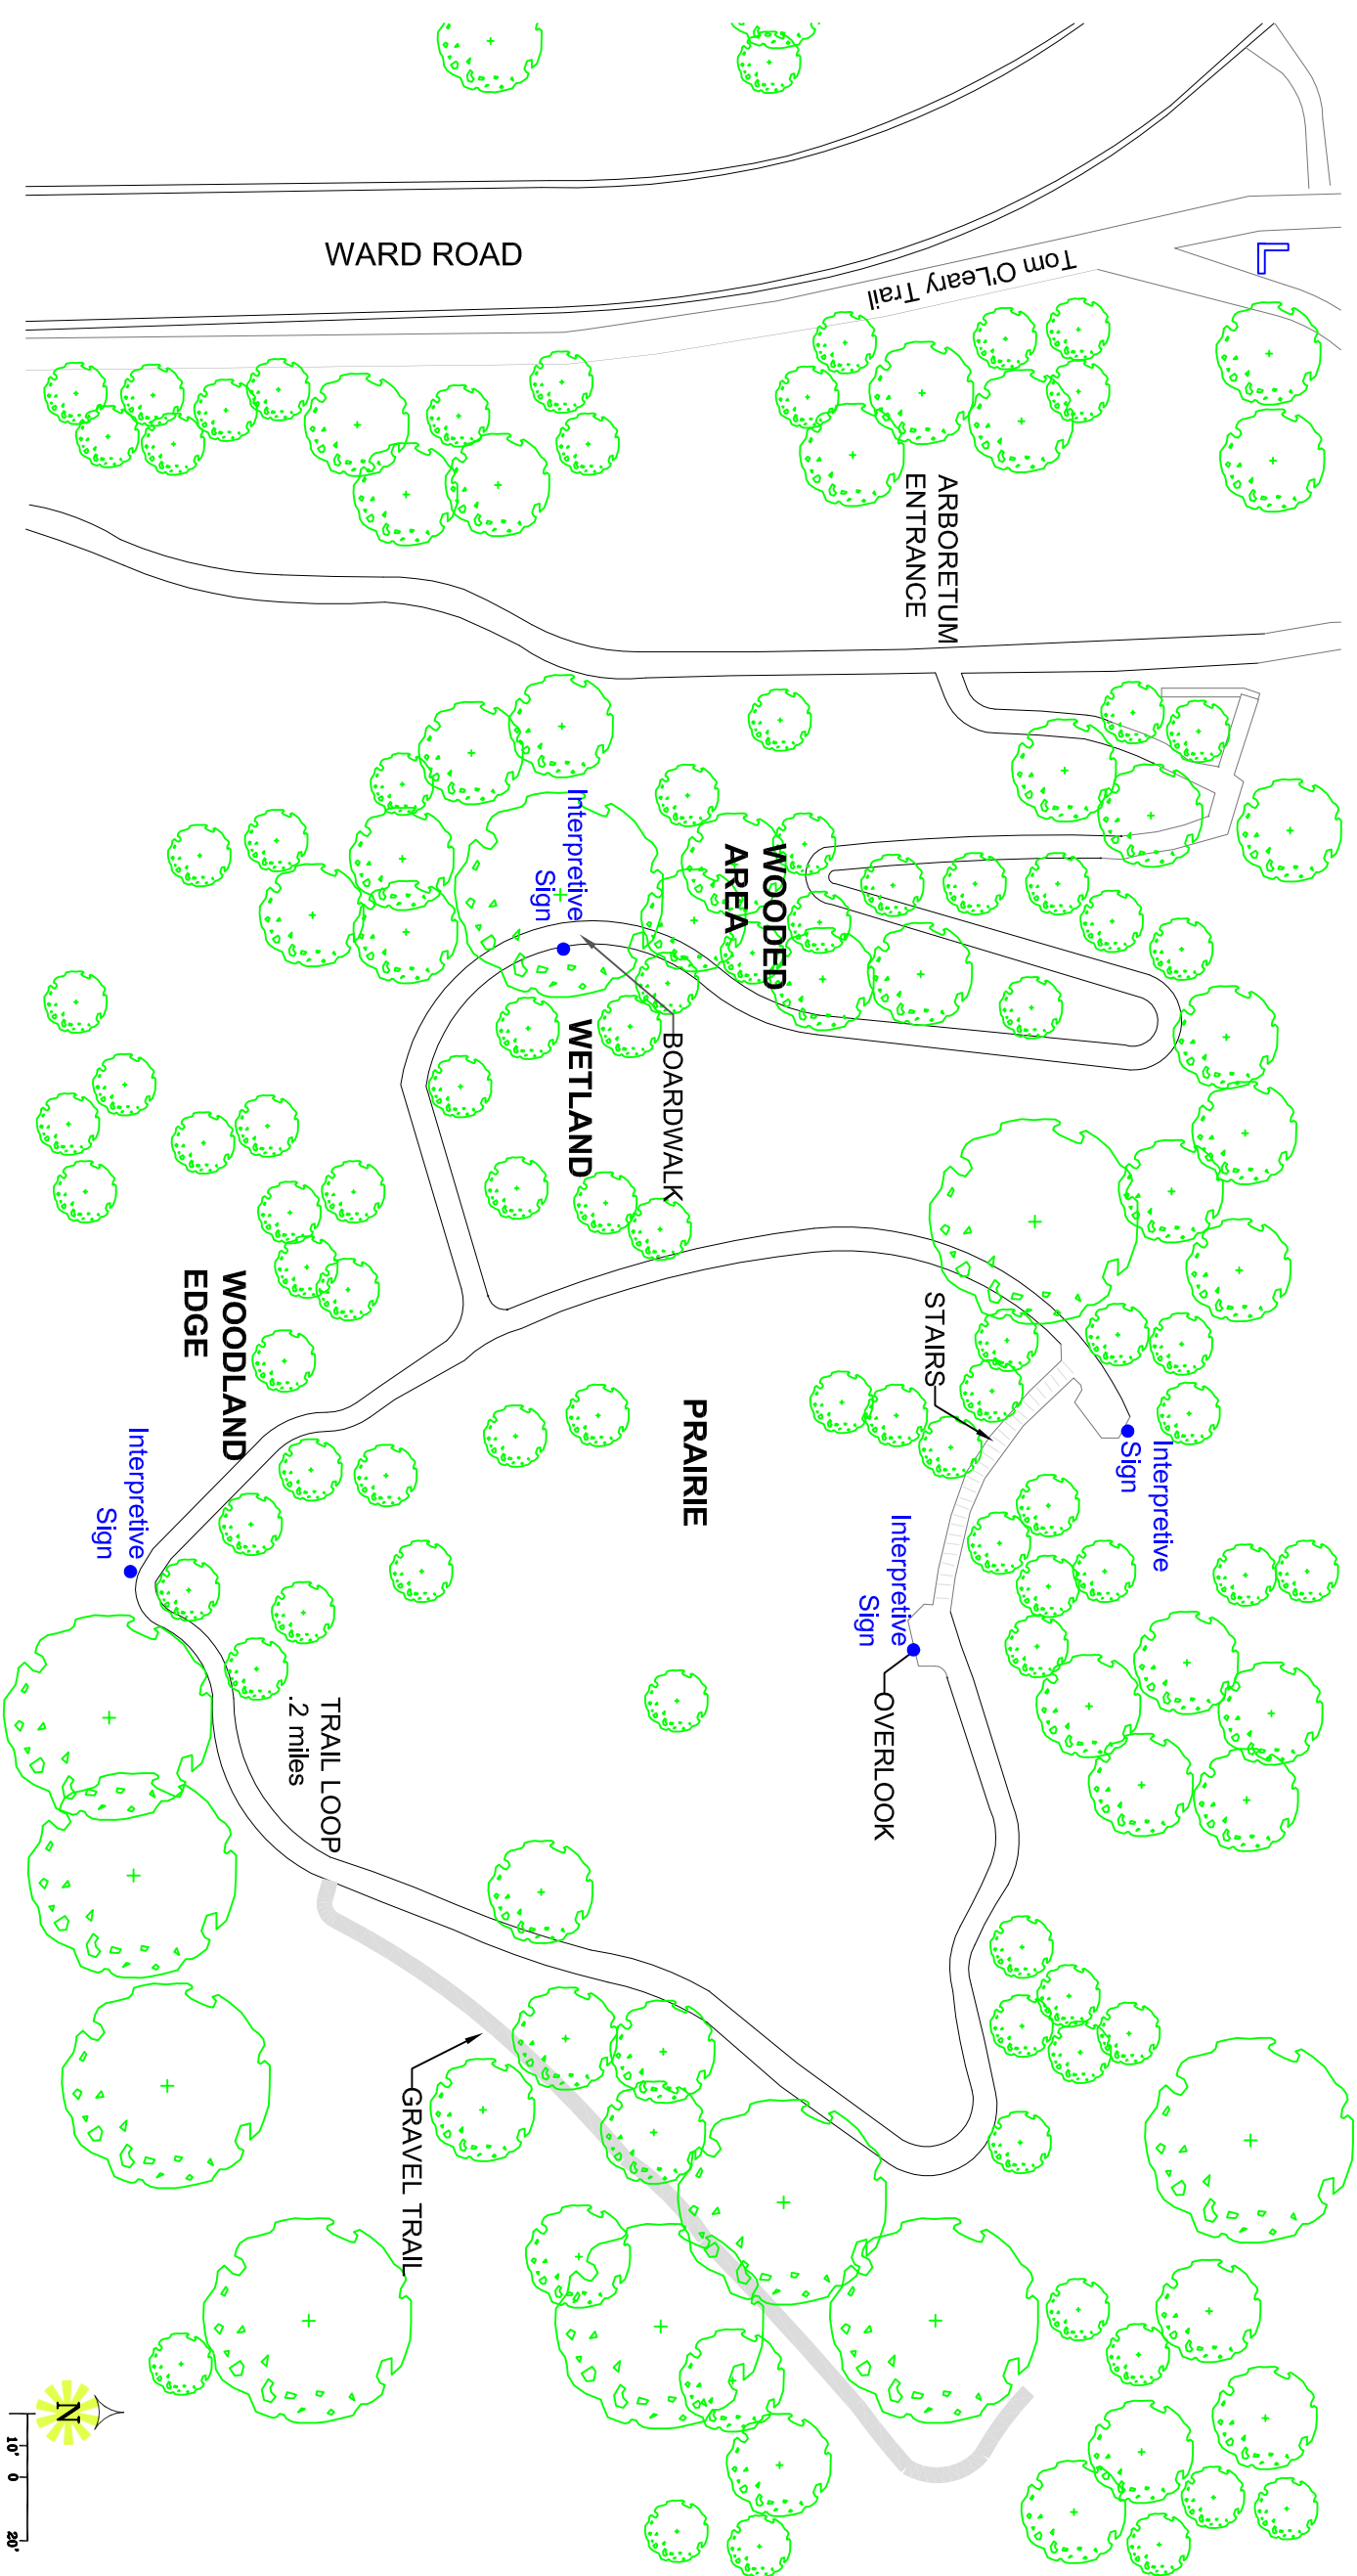 WARD ROAD
Tom O'Leary Trail
ARBORETUM
ENTRANCE
WOODED
AREA
Interpretive
Sign
BOARDWALK
WETLAND
WOODLAND
EDGE
STAIRS
PRAIRIE
Interpretive
Sign
Interpretive
Sign
Interpretive
Sign
OVERLOOK
TRAIL LOOP
.2 miles
GRAVEL TRAIL
N
10' 0 20'